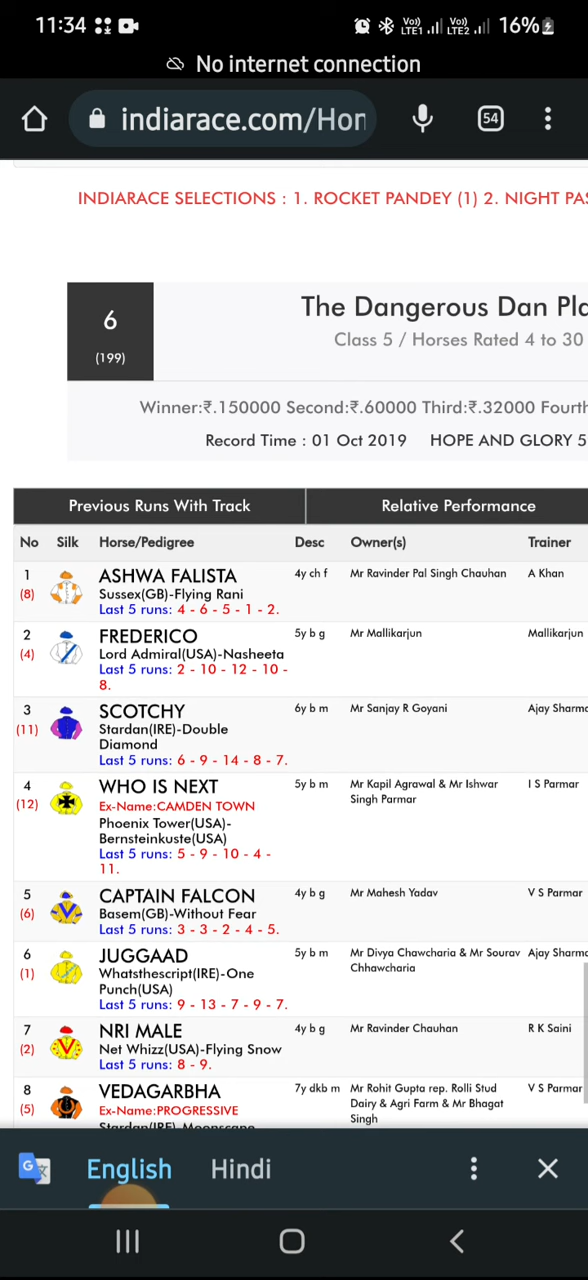 11:34 16%
No internet connection
indiarace.com/Hor 54
INDIARACE SELECTIONS : 1. ROCKET PANDEY (1) 2. NIGHT PAS
6
(199)
The Dangerous Dan Pla
Class 5 / Horses Rated 4 to 30
Winner:₹.150000 Second:₹.60000 Third:₹.32000 Fourth
Record Time : 01 Oct 2019 HOPE AND GLORY 5
Previous Runs With Track Relative Performance
No Silk Horse/Pedigree Desc Owner(s) Trainer
1 ASHWA FALISTA 4y ch f Mr Ravinder Pal Singh Chauhan A Khan
(8) Sussex(GB)-Flying Rani
Last 5 runs: 4 - 6 - 5 - 1 - 2.
2 FREDERICO 5y b g Mr Mallikarjun Mallikarjun
(4) Lord Admiral(USA)-Nasheeta
Last 5 runs: 2 - 10 - 12 - 10 -
8.
3 SCOTCHY 6y b m Mr Sanjay R Goyani Ajay Sharma
(11) Stardan(IRE)-Double
Diamond
Last 5 runs: 6 - 9 - 14 - 8 - 7.
4 WHO IS NEXT 5y b m Mr Kapil Agrawal & Mr Ishwar I S Parmar
(12) Ex-Name:CAMDEN TOWN Singh Parmar
Phoenix Tower(USA)-
Bernsteinkuste(USA)
Last 5 runs: 5 - 9 - 10 - 4 -
11.
5 CAPTAIN FALCON 4y b g Mr Mahesh Yadav V S Parmar
(6) Basem(GB)-Without Fear
Last 5 runs: 3 - 3 - 2 - 4 - 5.
6 JUGGAAD 5y b m Mr Divya Chawcharia & Mr Sourav Ajay Sharma
(1) Whatsthescript(IRE)-One Chhawcharia
Punch(USA)
Last 5 runs: 9 - 13 - 7 - 9 - 7.
7 NRI MALE 4y b g Mr Ravinder Chauhan R K Saini
(2) Net Whizz(USA)-Flying Snow
Last 5 runs: 8 - 9.
8 VEDAGARBHA 7y dkb m Mr Rohit Gupta rep. Rolli Stud V S Parmar
(5) Ex-Name:PROGRESSIVE Dairy & Agri Farm & Mr Bhagat
Stardan(IRE)-Moonscape Singh
English Hindi